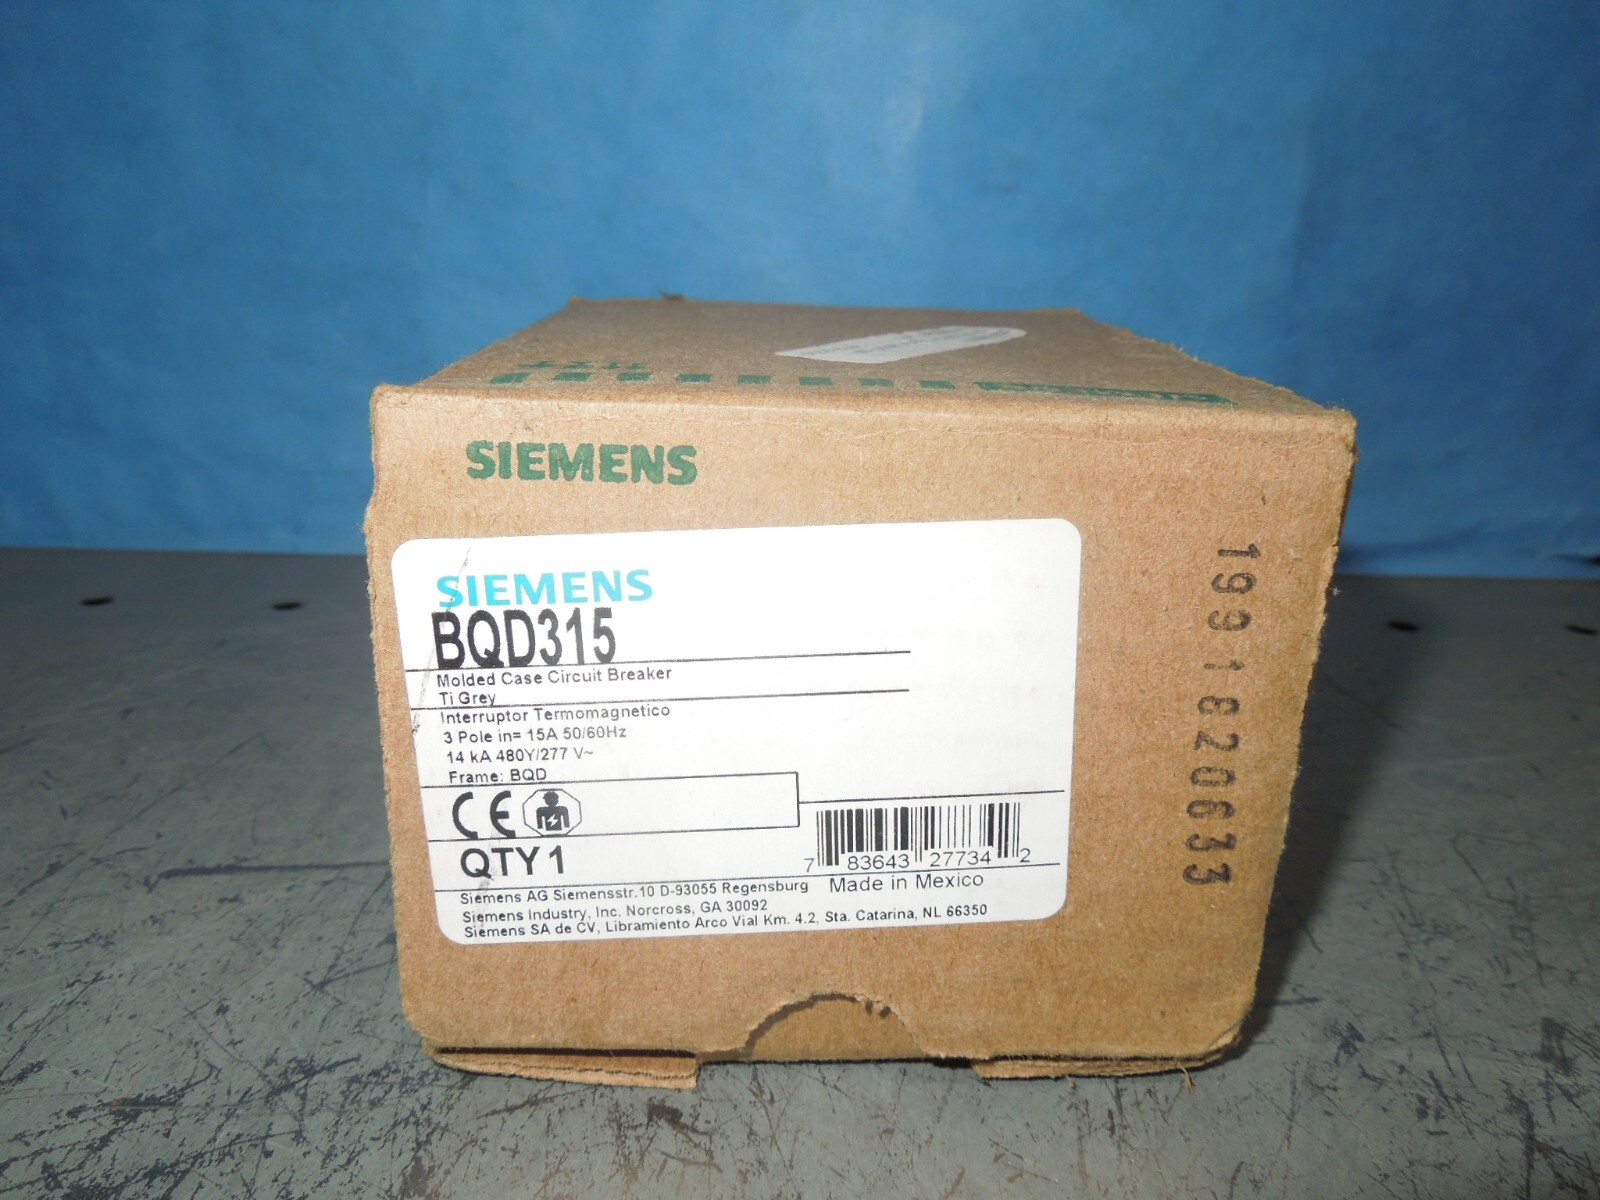 SIEMENS
SIEMENS
BQD315
Molded Case Circuit Breaker
Ti Grey
Interruptor Termomagnetico
3 Pole in= 15A 50/60Hz
14 kA 480Y/277 V~
Frame: BQD
CE
QTY 1
7 83643 27734 2
Made in Mexico
Siemens AG Siemensstr.10 D-93055 Regensburg
Siemens Industry, Inc. Norcross, GA 30092
Siemens SA de CV, Libramiento Arco Vial Km. 4.2, Sta. Catarina, NL 66350
1991620633